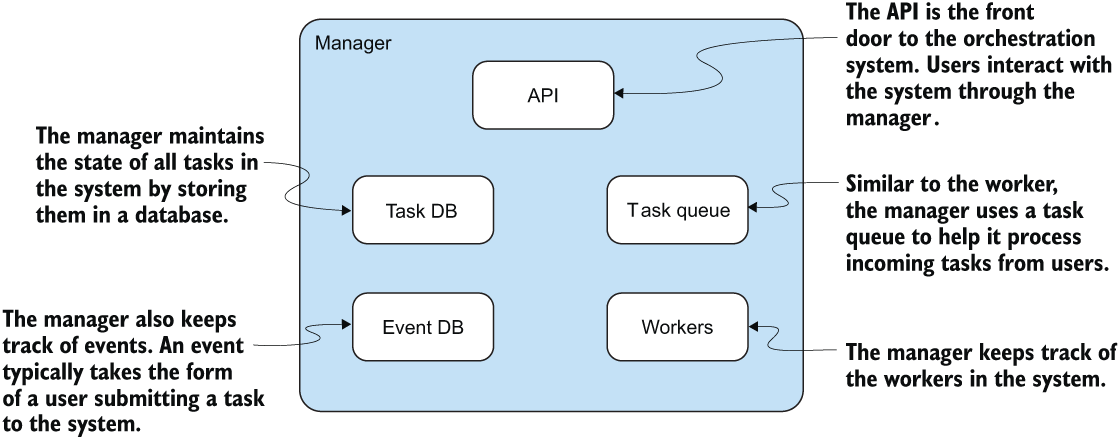 Manager
API
The API is the front
door to the orchestration
system. Users interact with
the system through the
manager.
The manager maintains
the state of all tasks in
the system by storing
them in a database.
Task DB
Task queue
Similar to the worker,
the manager uses a task
queue to help it process
incoming tasks from users.
The manager also keeps
track of events. An event
typically takes the form
of a user submitting a task
to the system.
Event DB
Workers
The manager keeps track of
the workers in the system.